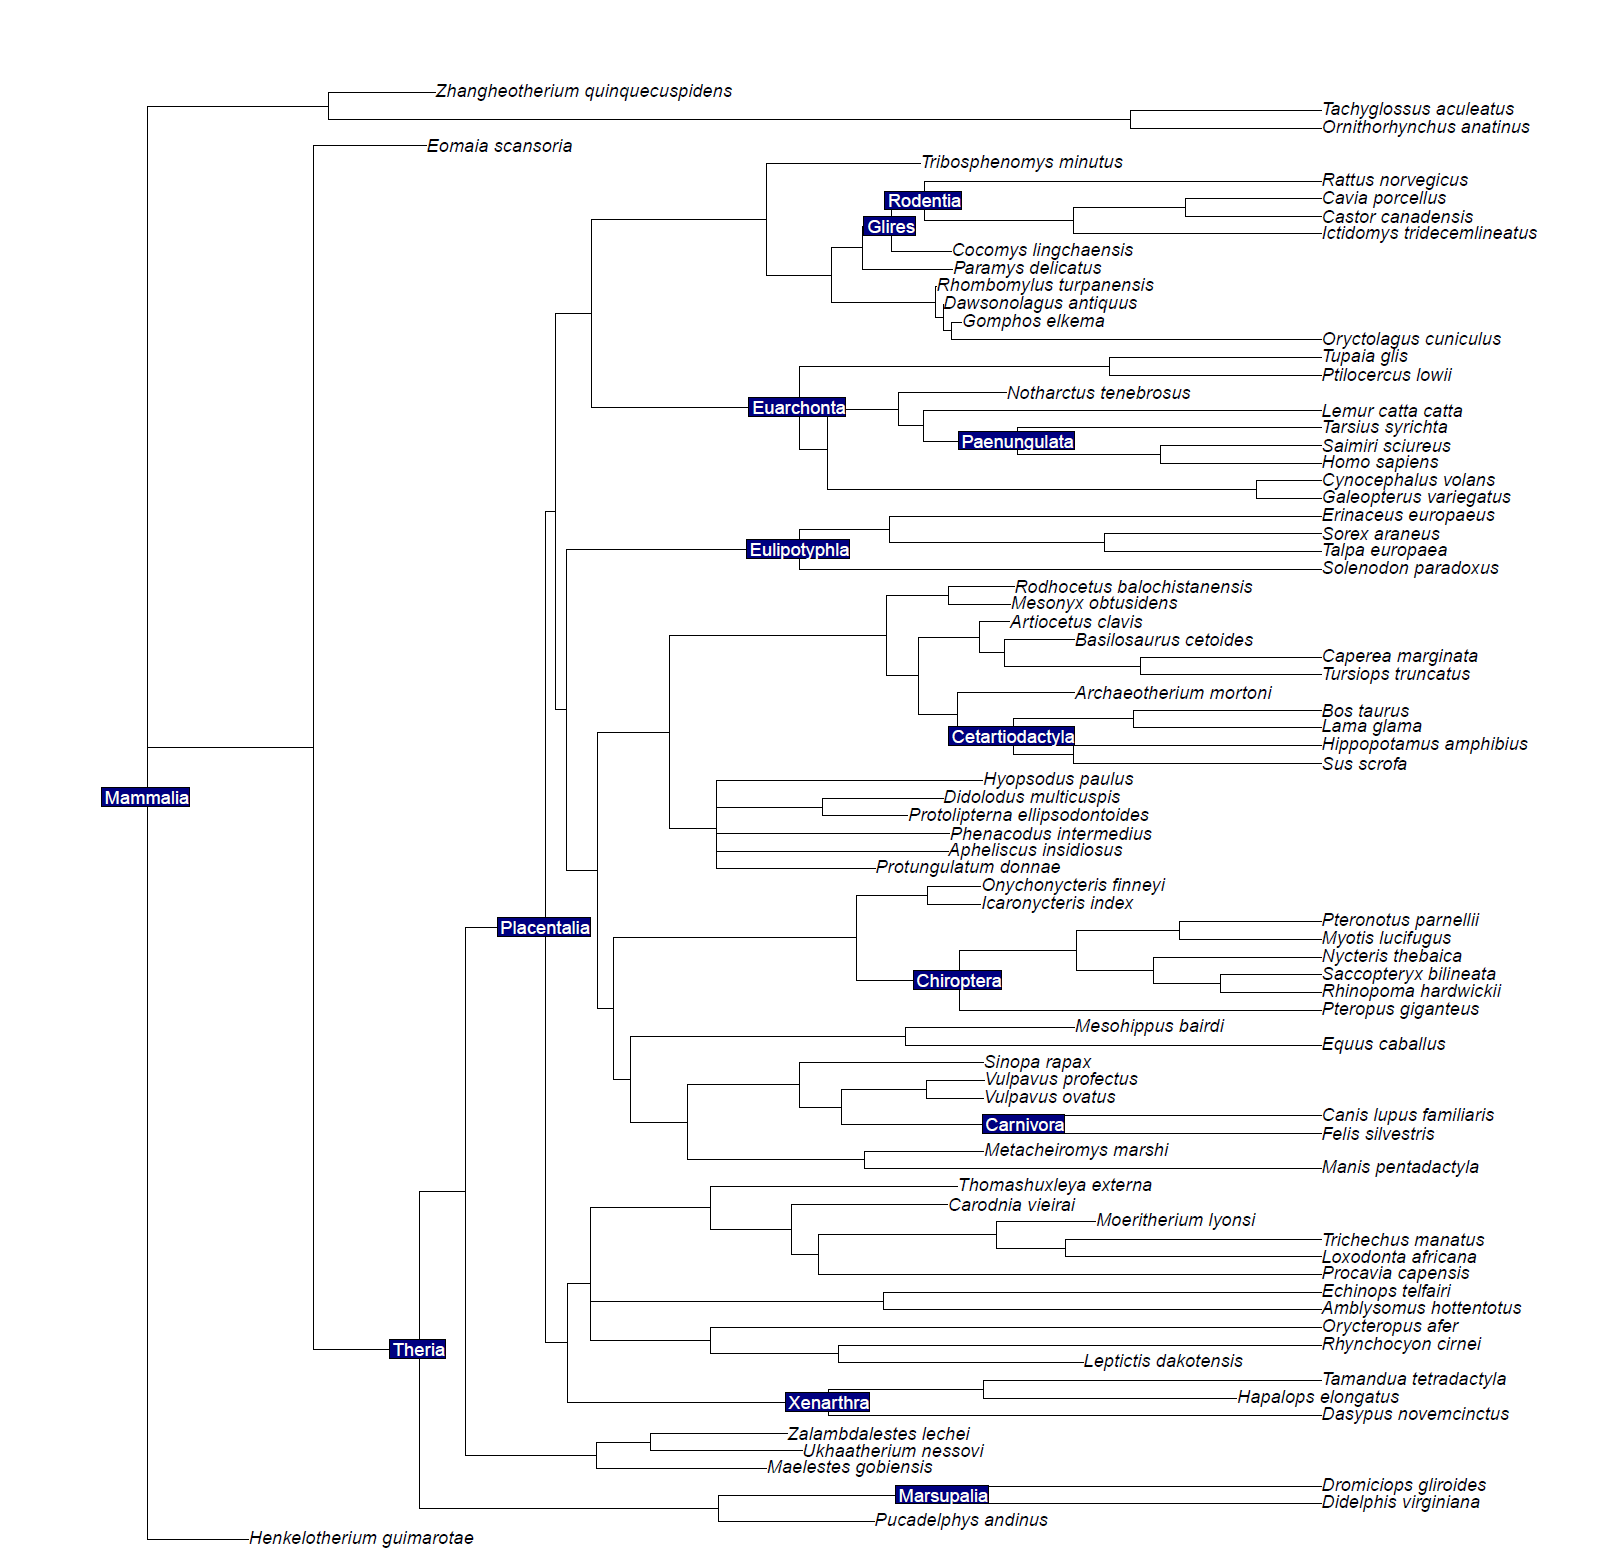 Zhangheotherium quinquecuspidens
Tachyglossus aculeatus
Ornithorhynchus anatinus
Eomaia scansoria
Tribosphenomys minutus
Rattus norvegicus
Rodentia
Cavia porcellus
Castor canadensis
Glires
Ictidomys tridecemlineatus
Cocomys lingchaensis
Paramys delicatus
Rhombomylus turpanensis
Dawsonolagus antiquus
Gomphos elkema
Oryctolagus cuniculus
Tupaia glis
Ptilocercus lowii
Notharctus tenebrosus
Euarchonta
Lemur catta catta
Tarsius syrichta
Paenungulata
Saimiri sciureus
Homo sapiens
Cynocephalus volans
Galeopterus variegatus
Erinaceus europaeus
Sorex araneus
Eulipotyphla
Talpa europaea
Solenodon paradoxus
Rodhocetus balochistanensis
Mesonyx obtusidens
Artiocetus clavis
Basilosaurus cetoides
Caperea marginata
Tursiops truncatus
Archaeotherium mortoni
Bos taurus
Lama glama
Cetartiodactyla
Hippopotamus amphibius
Sus scrofa
Hyopsodus paulus
Mammalia
Didolodus multicuspis
Protolipterna ellipsodontoides
Phenacodus intermedius
Apheliscus insidiosus
Protungulatum donnae
Onychonycteris finneyi
Icaronycteris index
Pteronotus parnellii
Placentalia
Myotis lucifugus
Nycteris thebaica
Saccopteryx bilineata
Chiroptera
Rhinopoma hardwickii
Pteropus giganteus
Mesohippus bairdi
Equus caballus
Sinopa rapax
Vulpavus profectus
Vulpavus ovatus
Canis lupus familiaris
Carnivora
Felis silvestris
Metacheiromys marshi
Manis pentadactyla
Thomashuxleya externa
Carodnia vieirai
Moeritherium lyonsi
Trichechus manatus
Loxodonta africana
Procavia capensis
Echinops telfairi
Amblysomus hottentotus
Orycteropus afer
Rhynchocyon cirnei
Theria
Leptictis dakotensis
Tamandua tetradactyla
Hapalops elongatus
Xenarthra
Dasypus novemcinctus
Zalambdalestes lechei
Ukhaatherium nessovi
Maelestes gobiensis
Dromiciops gliroides
Marsupalia
Didelphis virginiana
Pucadelphys andinus
Henkelotherium guimarotae